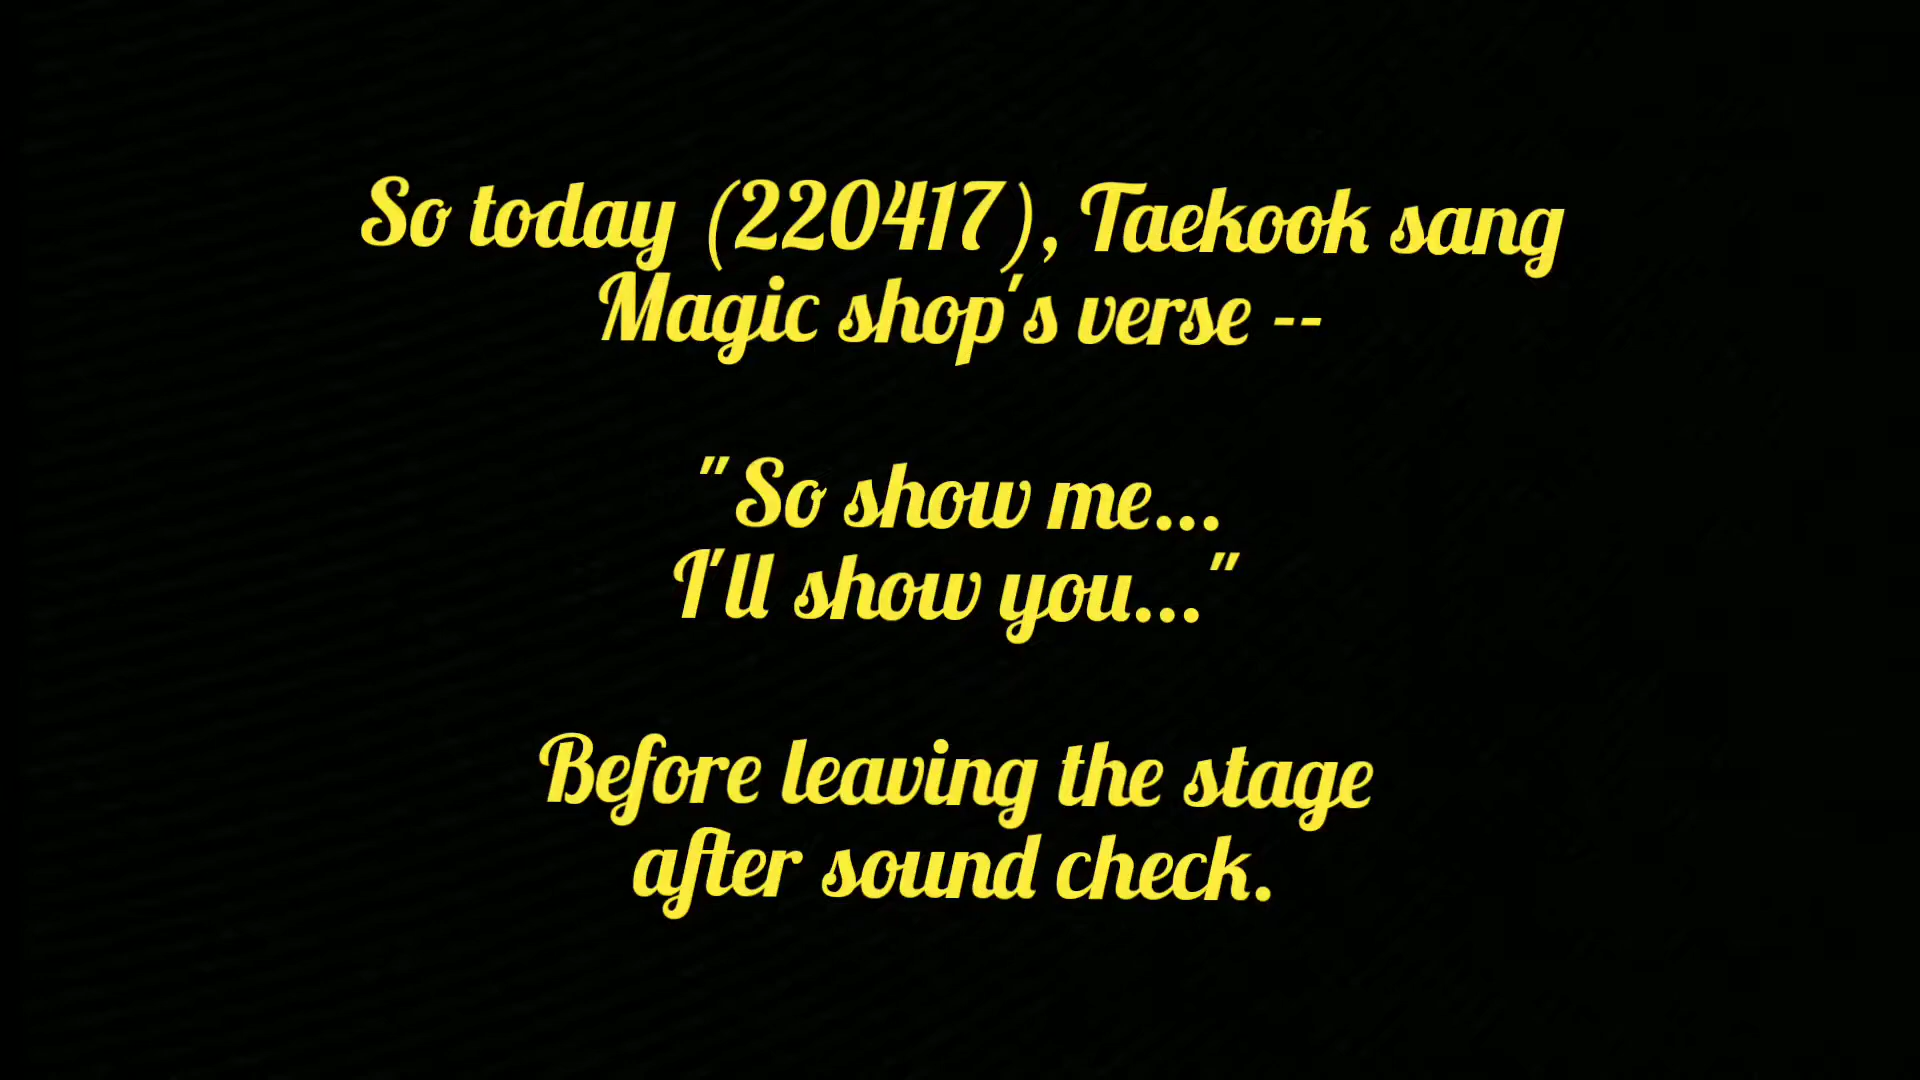 So today (220417), Taekook sang
Magic shop's verse --
"So show me...
I'll show you..."
Before leaving the stage
after sound check.